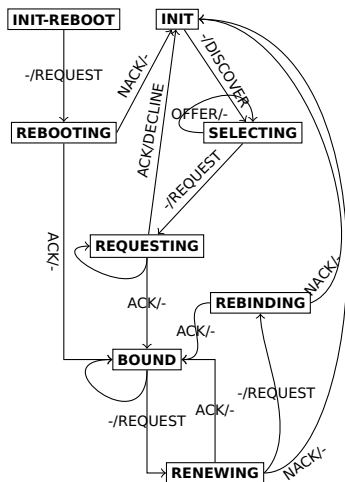 INIT-REBOOT
INIT
-/REQUEST
NACK/-
-/DISCOVER
ACK/DECLINE
OFFER/-
REBOOTING
SELECTING
-/REQUEST
ACK/-
REQUESTING
NACK/-
ACK/-
REBINDING
ACK/-
BOUND
-/REQUEST
-/REQUEST
ACK/-
NACK/-
RENEWING